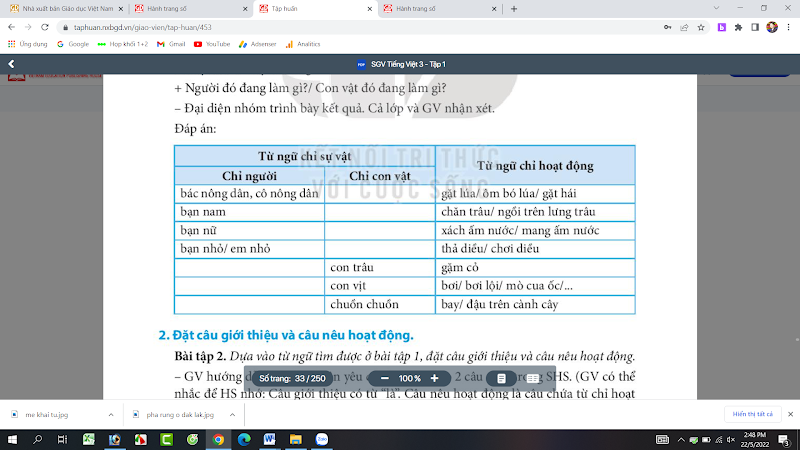 Nhà xuất bản Giáo dục Việt Nam
Hành trang số
Tập huấn
Hành trang số
taphuan.nxbgd.vn/giao-vien/tap-huan/453
Ứng dụng
Google
Họp khối 1+2
Gmail
YouTube
Adsenser
Analitics
SGV Tiếng Việt 3 - Tập 1
+ Người đó đang làm gì?/ Con vật đó đang làm gì?
– Đại diện nhóm trình bày kết quả. Cả lớp và GV nhận xét.
Đáp án:
Từ ngữ chỉ sự vật
Từ ngữ chỉ hoạt động
Chỉ người
Chỉ con vật
KẾT NỐI TRI THỨC
VỚI CUỘC SỐNG
bác nông dân, cô nông dân
gặt lúa/ ôm bó lúa/ gặt hái
bạn nam
chăn trâu/ ngồi trên lưng trâu
bạn nữ
xách ấm nước/ mang ấm nước
bạn nhỏ/ em nhỏ
thả diều/ chơi diều
con trâu
gặm cỏ
con vịt
bơi/ bơi lội/ mò cua ốc/...
chuồn chuồn
bay/ đậu trên cành cây
2. Đặt câu giới thiệu và câu nêu hoạt động.
Bài tập 2. Dựa vào từ ngữ tìm được ở bài tập 1, đặt câu giới thiệu và câu nêu hoạt động.
– GV hướng yêu 2 câu SHS. (GV có thể
Số trang: 33 / 250
100 %
nhắc để HS nhớ: Câu giới thiệu có từ “là”. Câu nêu hoạt động là câu chứa từ chỉ hoạt
me khai tu.jpg
pha rung o dak lak.jpg
Hiển thị tất cả
2:48 PM
22/5/2022